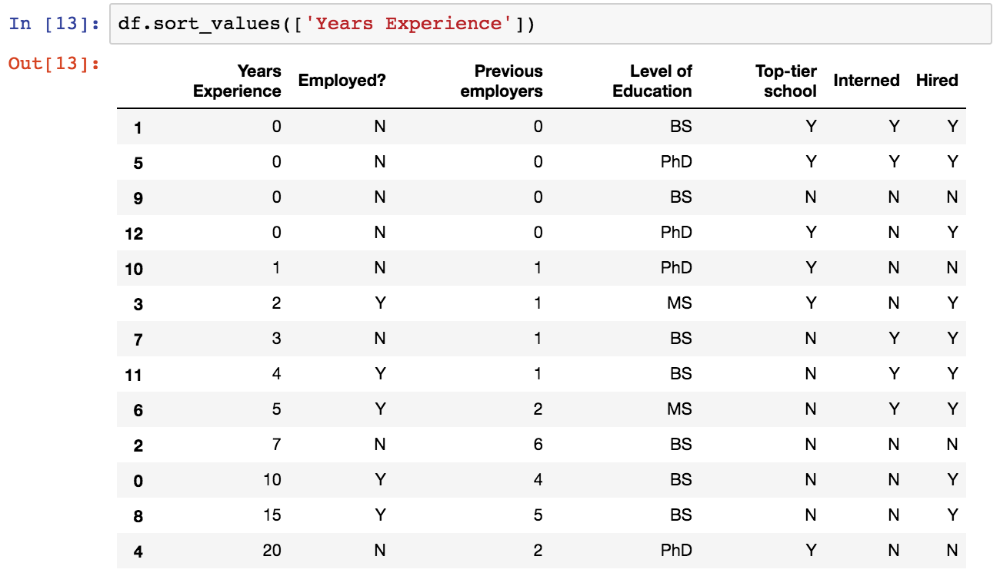 In [13]: df.sort_values(['Years Experience'])
Out[13]:
Years Experience Employed? Previous employers Level of Education Top-tier school Interned Hired
1 0 N 0 BS Y Y Y
5 0 N 0 PhD Y Y Y
9 0 N 0 BS N N N
12 0 N 0 PhD Y N Y
10 1 N 1 PhD Y N N
3 2 Y 1 MS Y N Y
7 3 N 1 BS N Y Y
11 4 Y 1 BS N Y Y
6 5 Y 2 MS N Y Y
2 7 N 6 BS N N N
0 10 Y 4 BS N N Y
8 15 Y 5 BS N N Y
4 20 N 2 PhD Y N N